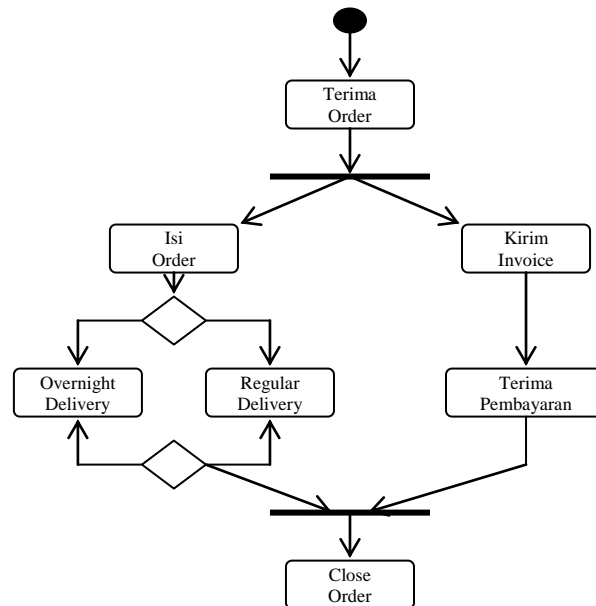 Terima
Order
Isi
Order
Kirim
Invoice
Overnight
Delivery
Regular
Delivery
Terima
Pembayaran
Close
Order